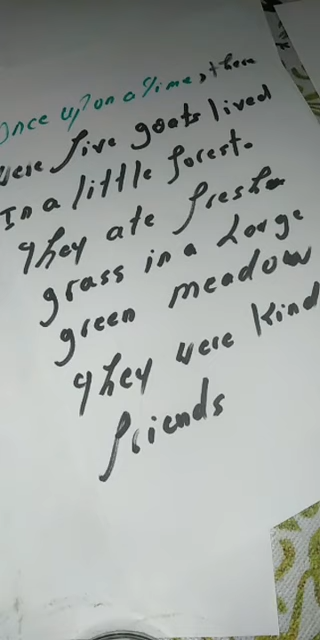 Once upon a time, there
were five goats lived
In a little forest.
They ate fresh
grass in a large
green meadow
They were kind
friends